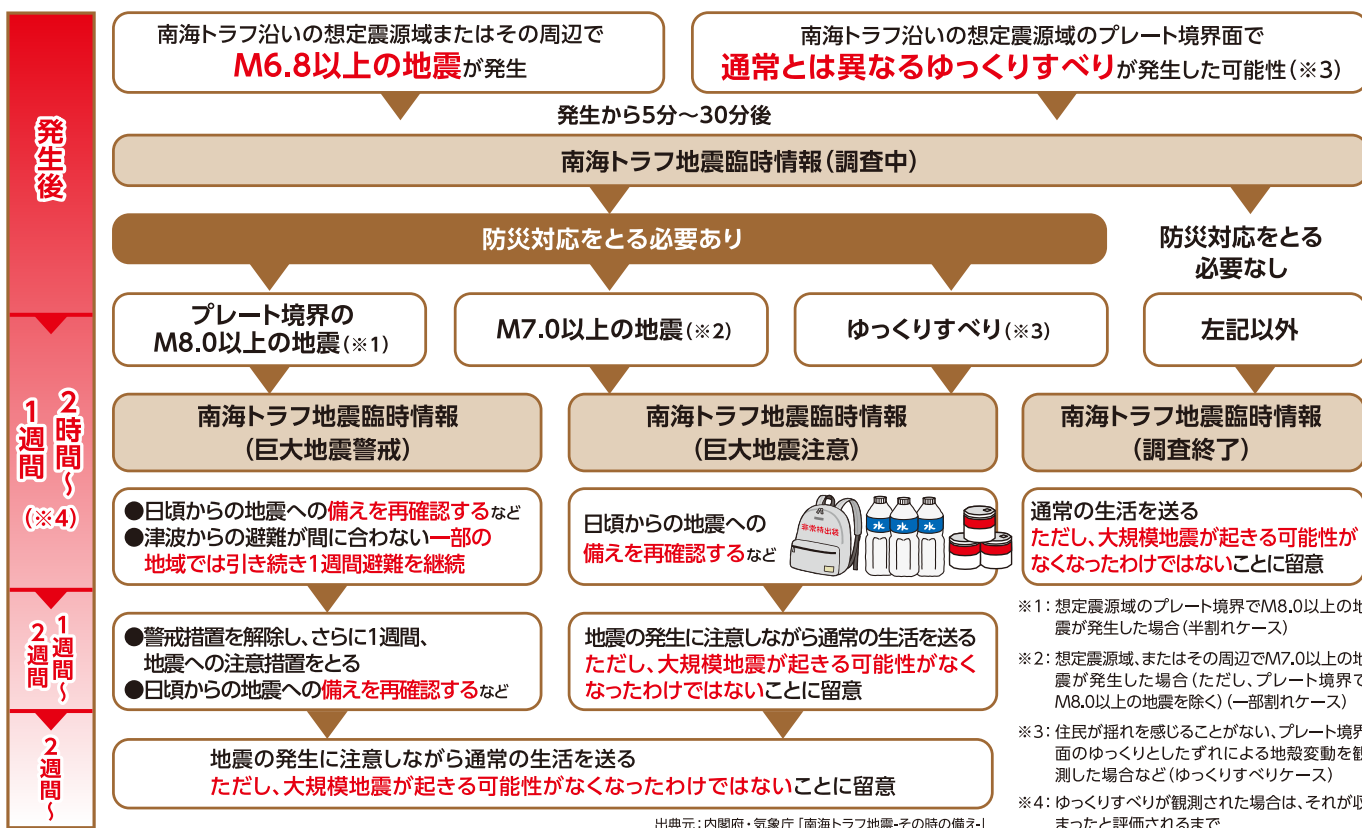 南海トラフ沿いの想定震源域またはその周辺で
M6.8以上の地震が発生
南海トラフ沿いの想定震源域のプレート境界面で
通常とは異なるゆっくりすべりが発生した可能性(※3)
発生後
発生から5分〜30分後
南海トラフ地震臨時情報(調査中)
防災対応をとる必要あり
防災対応をとる
必要なし
プレート境界の
M8.0以上の地震(※1)
M7.0以上の地震(※2)
ゆっくりすべり(※3)
左記以外
2時間〜
1週間
(※4)
南海トラフ地震臨時情報
(巨大地震警戒)
南海トラフ地震臨時情報
(巨大地震注意)
南海トラフ地震臨時情報
(調査終了)
●日頃からの地震への備えを再確認するなど
●津波からの避難が間に合わない一部の
地域では引き続き1週間避難を継続
日頃からの地震への
備えを再確認するなど
非常持出袋
水
水
水
通常の生活を送る
ただし、大規模地震が起きる可能性が
なくなったわけではないことに留意
1週間〜
2週間
●警戒措置を解除し、さらに1週間、
地震への注意措置をとる
●日頃からの地震への備えを再確認するなど
地震の発生に注意しながら通常の生活を送る
ただし、大規模地震が起きる可能性がなく
なったわけではないことに留意
2週間〜
地震の発生に注意しながら通常の生活を送る
ただし、大規模地震が起きる可能性がなくなったわけではないことに留意
※1:想定震源域のプレート境界でM8.0以上の地
震が発生した場合(半割れケース)
※2:想定震源域、またはその周辺でM7.0以上の地
震が発生した場合(ただし、プレート境界で
M8.0以上の地震を除く)(一部割れケース)
※3:住民が揺れを感じることがない、プレート境界
面のゆっくりとしたずれによる地殻変動を観
測した場合など(ゆっくりすべりケース)
※4:ゆっくりすべりが観測された場合は、それが収
まったと評価されるまで
出典元:内閣府・気象庁「南海トラフ地震-その時の備え-」